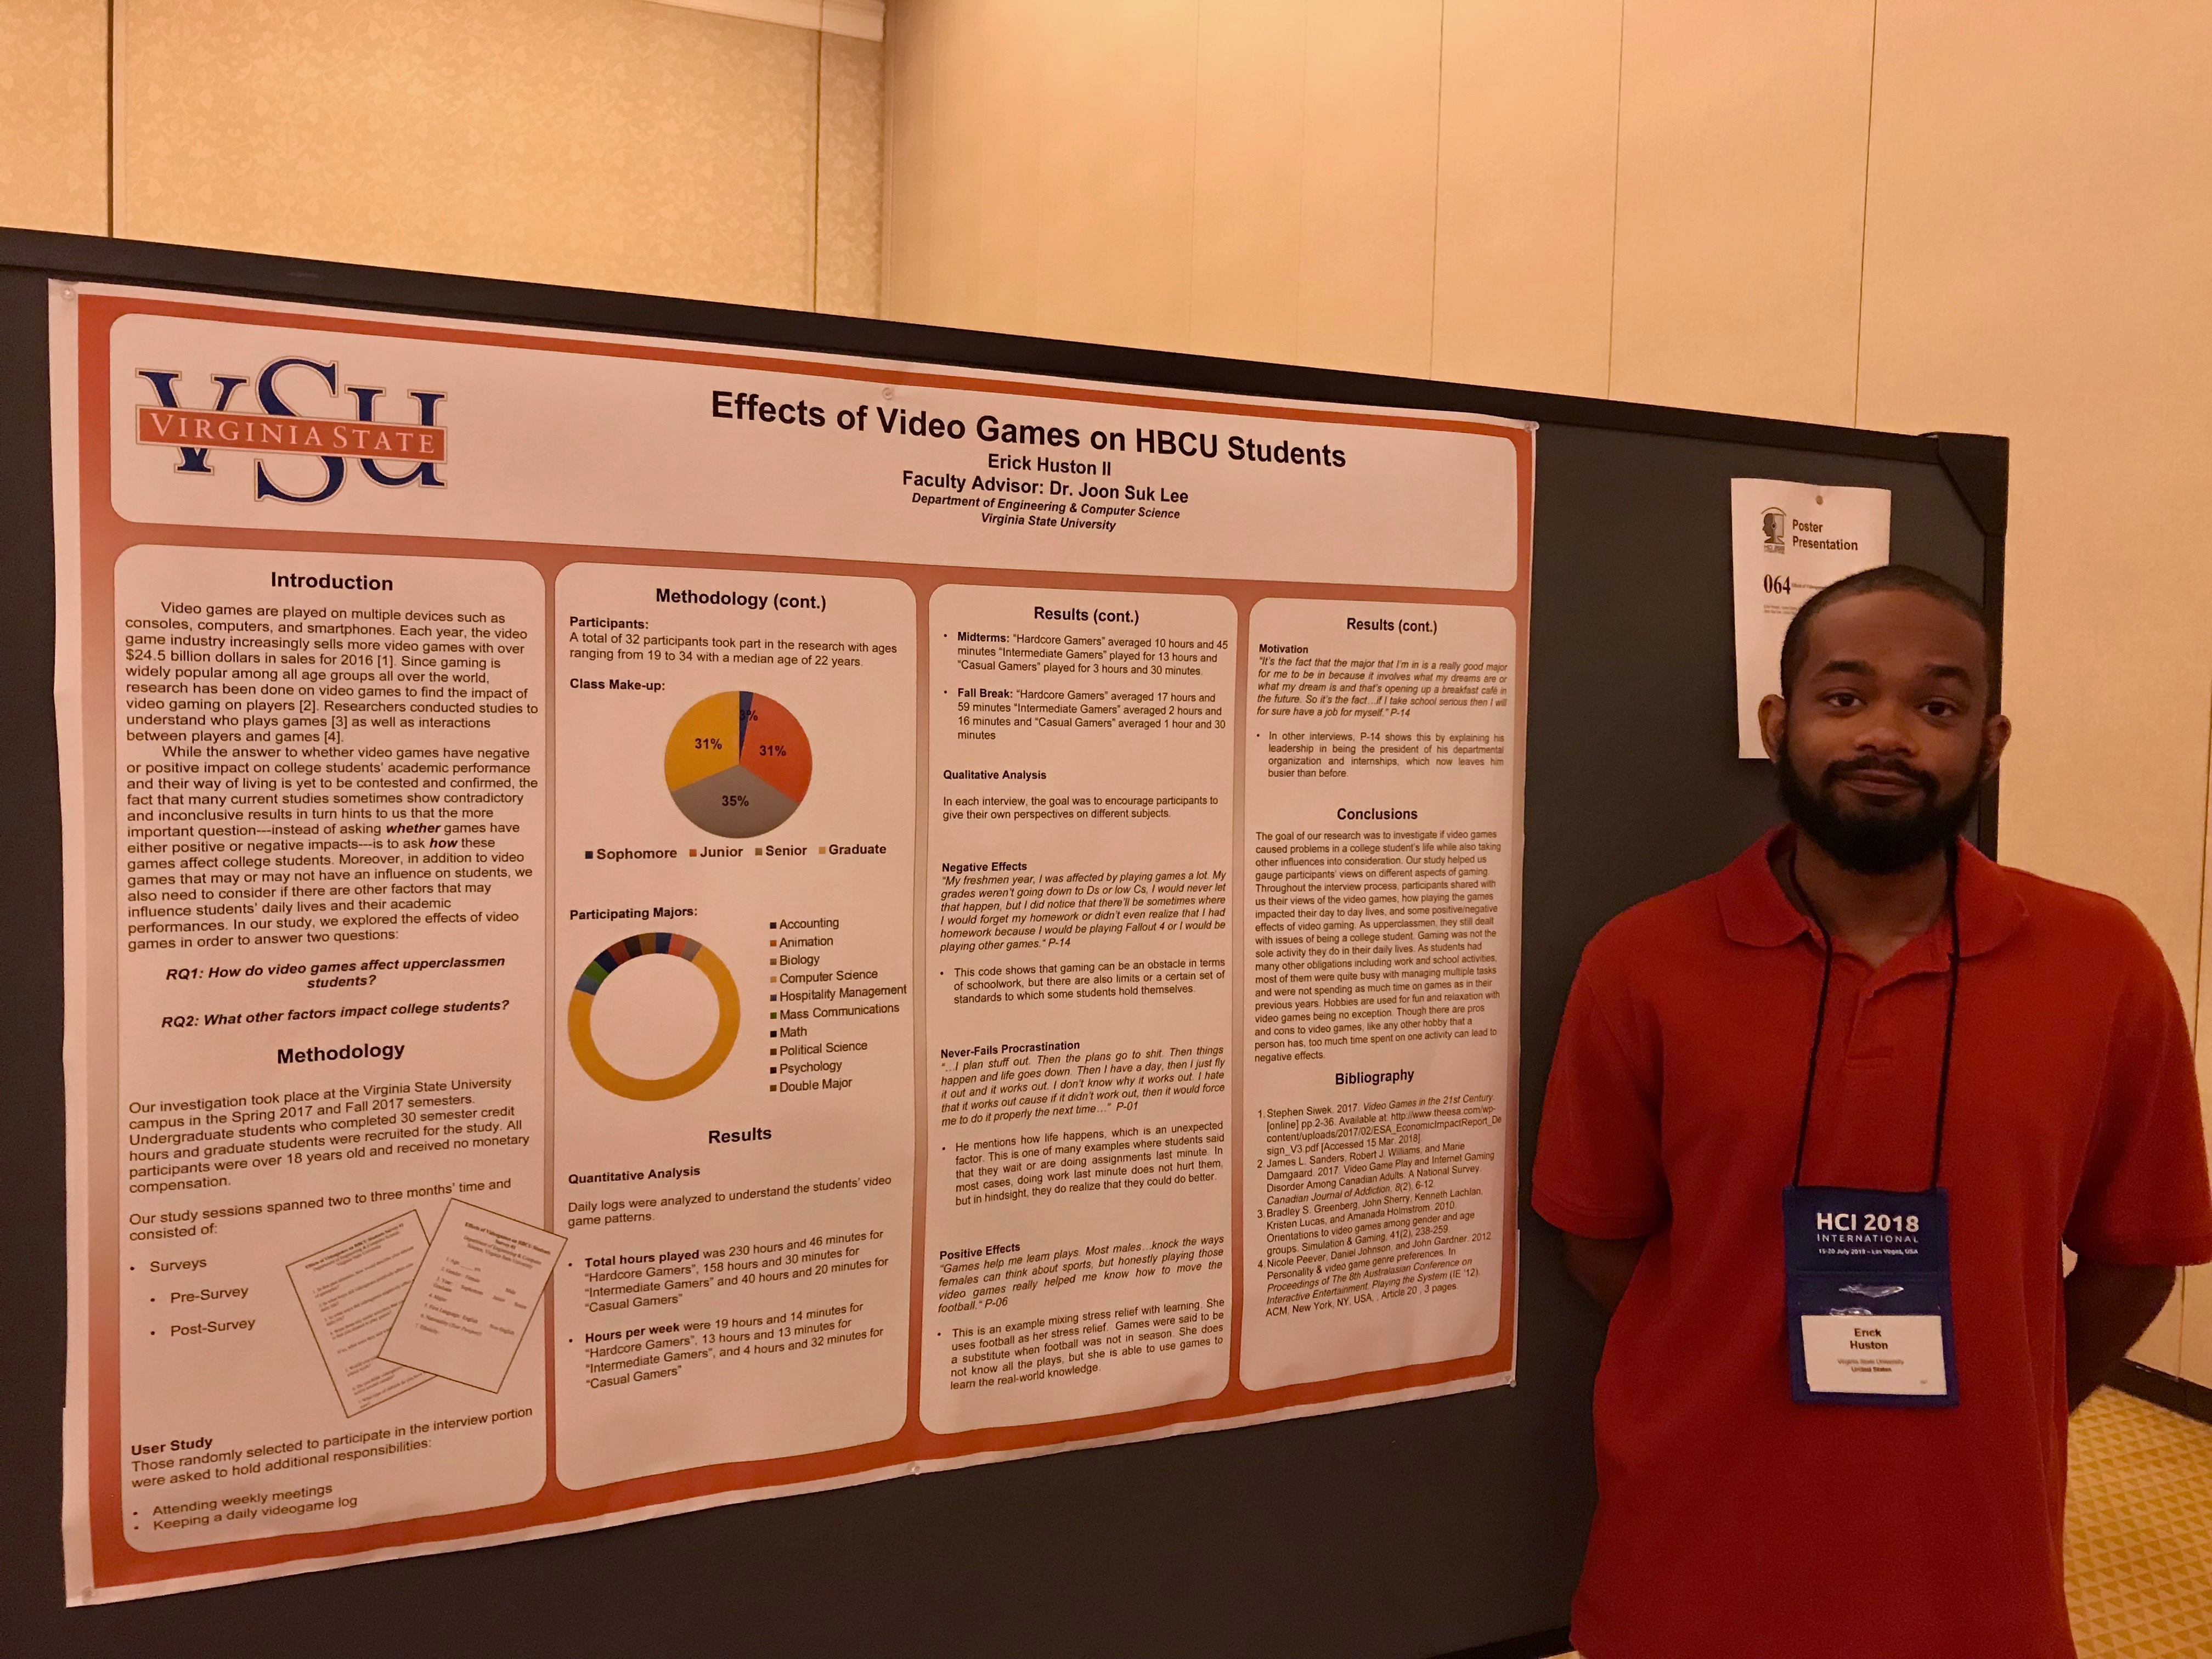 VSU
VIRGINIA STATE
Effects of Video Games on HBCU Students
Erick Huston II
Faculty Advisor: Dr. Joon Suk Lee
Department of Engineering & Computer Science
Virginia State University
Introduction
Video games are played on multiple devices such as
consoles, computers, and smartphones. Each year, the video
game industry increasingly sells more video games with over
$24.5 billion dollars in sales for 2016 [1]. Since gaming is
widely popular among all age groups all over the world,
research has been done on video games to find the impact of
video gaming on players [2]. Researchers conducted studies to
understand who plays games [3] as well as interactions
between players and games [4].
While the answer to whether video games have negative
or positive impact on college students' academic performance
and their way of living is yet to be contested and confirmed, the
fact that many current studies sometimes show contradictory
and inconclusive results in turn hints to us that the more
important question---instead of asking whether games have
either positive or negative impacts---is to ask how these
games affect college students. Moreover, in addition to video
games that may or may not have an influence on students, we
also need to consider if there are other factors that may
influence students' daily lives and their academic
performances. In our study, we explored the effects of video
games in order to answer two questions:
RQ1: How do video games affect upperclassmen
students?
RQ2: What other factors impact college students?
Methodology
Our investigation took place at the Virginia State University
campus in the Spring 2017 and Fall 2017 semesters.
Undergraduate students who completed 30 semester credit
hours and graduate students were recruited for the study. All
participants were over 18 years old and received no monetary
compensation.
Our study sessions spanned two to three months' time and
consisted of:
• Surveys
• Pre-Survey
• Post-Survey
User Study
Those randomly selected to participate in the interview portion
were asked to hold additional responsibilities:
• Attending weekly meetings
• Keeping a daily videogame log
Methodology (cont.)
Participants:
A total of 32 participants took part in the research with ages
ranging from 19 to 34 with a median age of 22 years.
Class Make-up:
3%
31%
31%
35%
Sophomore Junior Senior Graduate
Participating Majors:
Accounting
Animation
Biology
Computer Science
Hospitality Management
Mass Communications
Math
Political Science
Psychology
Double Major
Results
Quantitative Analysis
Daily logs were analyzed to understand the students' video
game patterns.
• Total hours played was 230 hours and 46 minutes for
"Hardcore Gamers", 158 hours and 30 minutes for
"Intermediate Gamers" and 40 hours and 20 minutes for
"Casual Gamers"
• Hours per week were 19 hours and 14 minutes for
"Hardcore Gamers", 13 hours and 13 minutes for
"Intermediate Gamers", and 4 hours and 32 minutes for
"Casual Gamers"
Results (cont.)
• Midterms: "Hardcore Gamers" averaged 10 hours and 45
minutes "Intermediate Gamers" played for 13 hours and
"Casual Gamers" played for 3 hours and 30 minutes.
• Fall Break: "Hardcore Gamers" averaged 17 hours and
59 minutes "Intermediate Gamers" averaged 2 hours and
16 minutes and "Casual Gamers" averaged 1 hour and 30
minutes
Qualitative Analysis
In each interview, the goal was to encourage participants to
give their own perspectives on different subjects.
Negative Effects
"My freshmen year, I was affected by playing games a lot. My
grades weren't going down to Ds or low Cs, I would never let
that happen, but I did notice that there'll be sometimes where
I would forget my homework or didn't even realize that I had
homework because I would be playing Fallout 4 or I would be
playing other games." P-14
• This code shows that gaming can be an obstacle in terms
of schoolwork, but there are also limits or a certain set of
standards to which some students hold themselves.
Never-Fails Procrastination
"...I plan stuff out. Then the plans go to shit. Then things
happen and life goes down. Then I have a day, then I just fly
it out and it works out. I don't know why it works out. I hate
that it works out cause if it didn't work out, then it would force
me to do it properly the next time..." P-01
• He mentions how life happens, which is an unexpected
factor. This is one of many examples where students said
that they wait or are doing assignments last minute. In
most cases, doing work last minute does not hurt them,
but in hindsight, they do realize that they could do better.
Positive Effects
"Games help me learn plays. Most males...knock the ways
females can think about sports, but honestly playing those
video games really helped me know how to move the
football." P-06
• This is an example mixing stress relief with learning. She
uses football as her stress relief. Games were said to be
a substitute when football was not in season. She does
not know all the plays, but she is able to use games to
learn the real-world knowledge.
Results (cont.)
Motivation
"It's the fact that the major that I'm in is a really good major
for me to be in because it involves what my dreams are or
what my dream is and that's opening up a breakfast café in
the future. So it's the fact...if I take school serious then I will
for sure have a job for myself." P-14
• In other interviews, P-14 shows this by explaining his
leadership in being the president of his departmental
organization and internships, which now leaves him
busier than before.
Conclusions
The goal of our research was to investigate if video games
caused problems in a college student's life while also taking
other influences into consideration. Our study helped us
gauge participants' views on different aspects of gaming.
Throughout the interview process, participants shared with
us their views of the video games, how playing the games
impacted their day to day lives, and some positive/negative
effects of video gaming. As upperclassmen, they still dealt
with issues of being a college student. Gaming was not the
sole activity they do in their daily lives. As students had
many other obligations including work and school activities,
most of them were quite busy with managing multiple tasks
and were not spending as much time on games as in their
previous years. Hobbies are used for fun and relaxation with
video games being no exception. Though there are pros
and cons to video games, like any other hobby that a
person has, too much time spent on one activity can lead to
negative effects.
Bibliography
1. Stephen Siwek. 2017. Video Games in the 21st Century.
[online] pp.2-36. Available at: http://www.theesa.com/wp-
content/uploads/2017/02/ESA_EconomicImpactReport_De
sign_V3.pdf [Accessed 15 Mar. 2018].
2. James L. Sanders, Robert J. Williams, and Marie
Damgaard. 2017. Video Game Play and Internet Gaming
Disorder Among Canadian Adults: A National Survey.
Canadian Journal of Addiction, 8(2), 6-12.
3. Bradley S. Greenberg, John Sherry, Kenneth Lachlan,
Kristen Lucas, and Amanada Holmstrom. 2010.
Orientations to video games among gender and age
groups. Simulation & Gaming, 41(2), 238-259.
4. Nicole Peever, Daniel Johnson, and John Gardner. 2012.
Personality & video game genre preferences. In
Proceedings of The 8th Australasian Conference on
Interactive Entertainment: Playing the System (IE '12).
ACM, New York, NY, USA, , Article 20 , 3 pages.
Poster
Presentation
064
HCI 2018
INTERNATIONAL
15-20 July 2018 – Las Vegas, USA
Erick
Huston
Virginia State University
United States